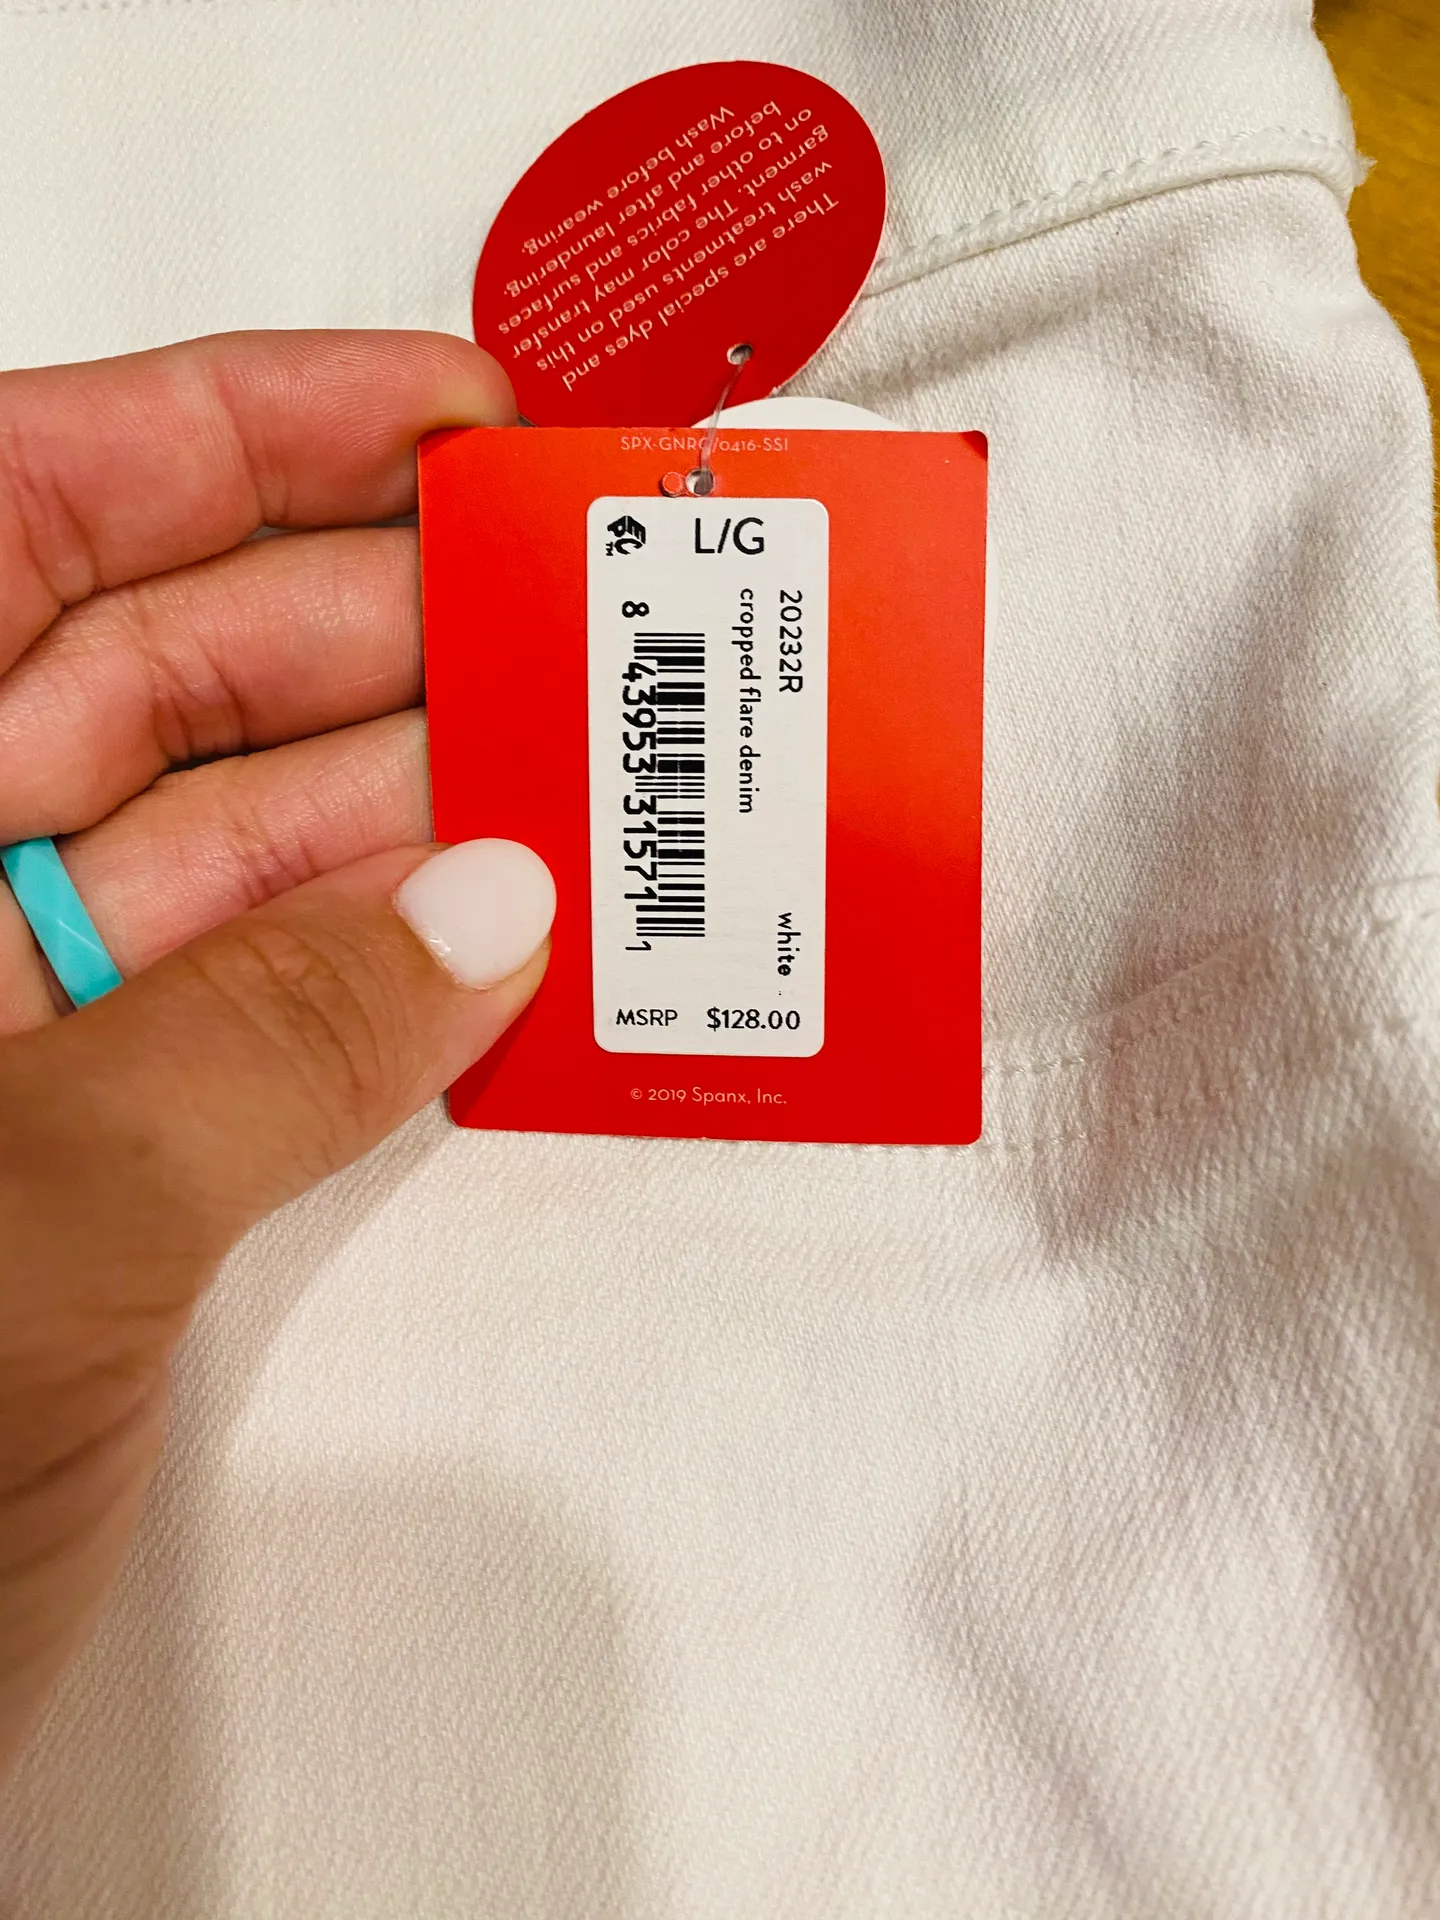 There are special dyes and
wash treatments used on this
garment. The color may transfer
on to other fabrics and surfaces
before and after laundering.
Wash before wearing.
SPX-GNRC/0416-SSI
EPC™
L/G
20232R
cropped flare denim
white
8 43953 31571 1
MSRP $128.00
© 2019 Spanx, Inc.